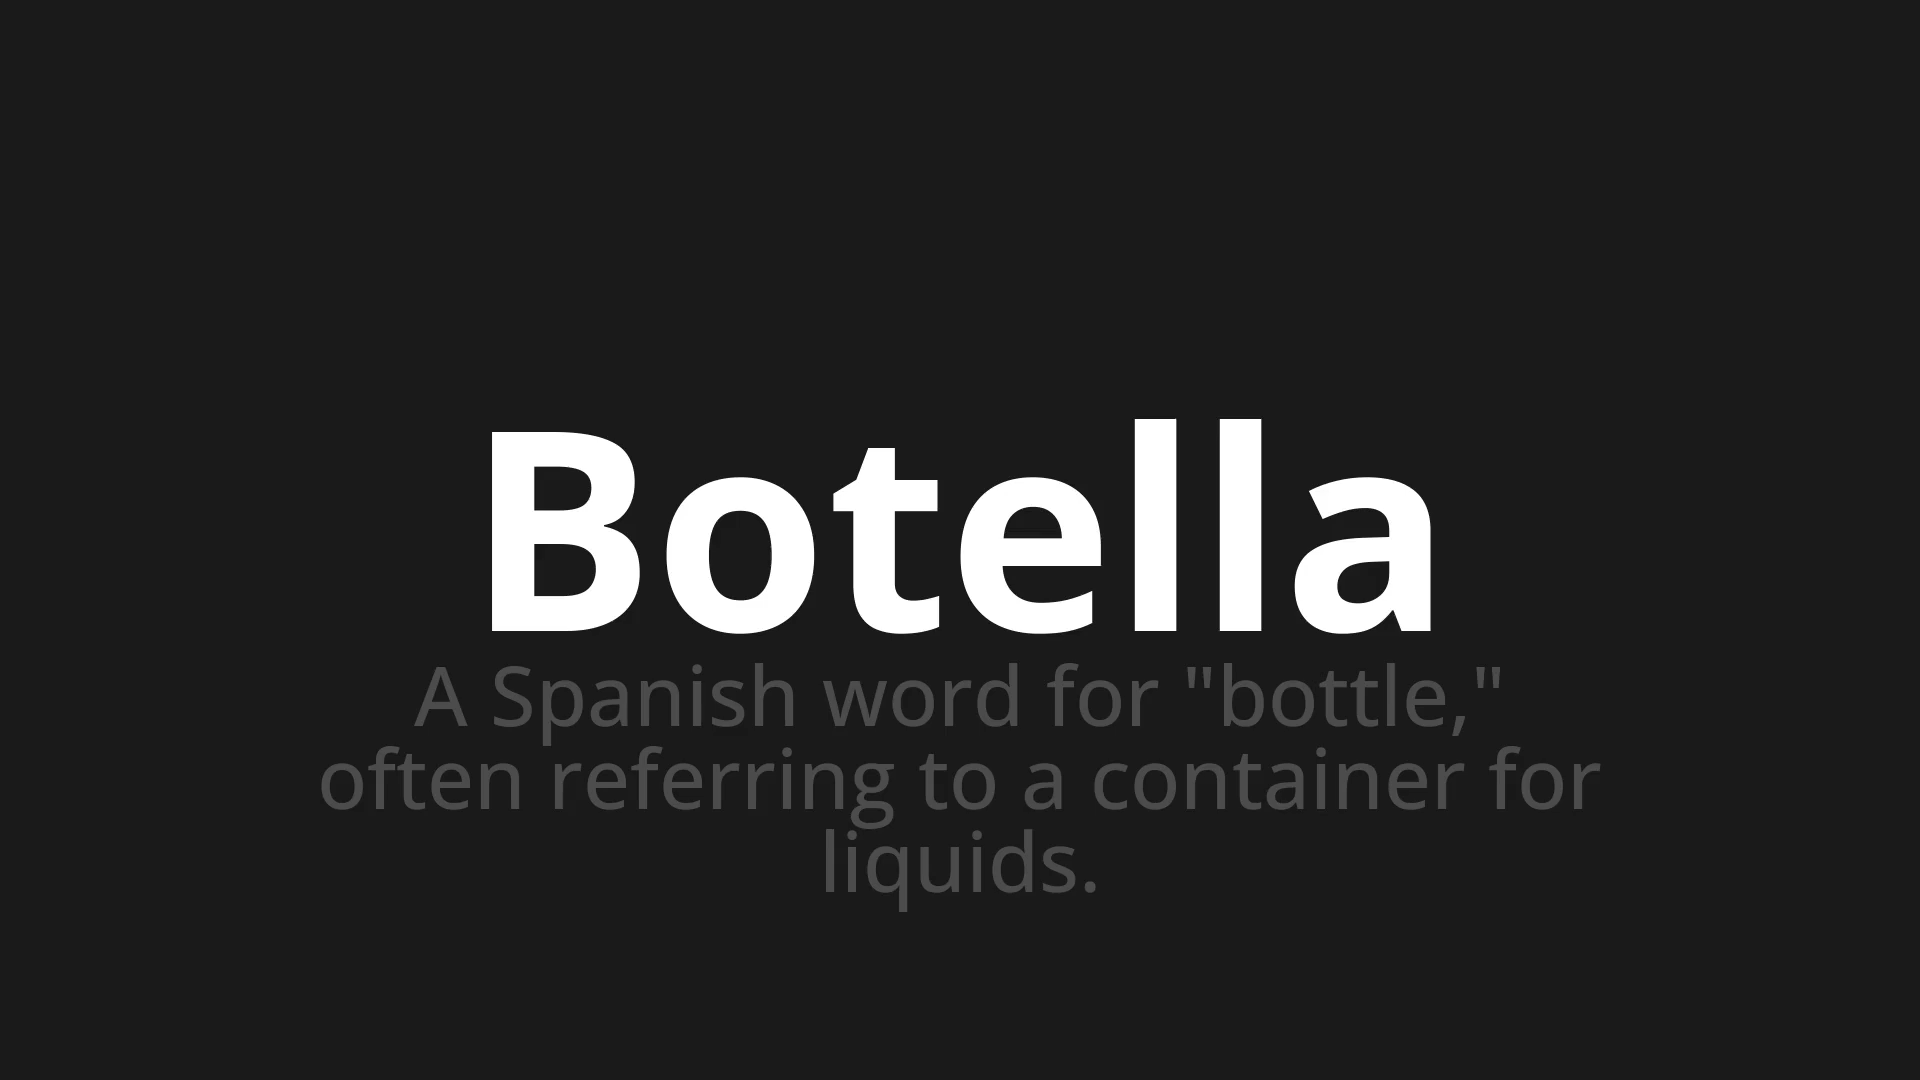 Botella
A Spanish word for "bottle,"
often referring to a container for
liquids.